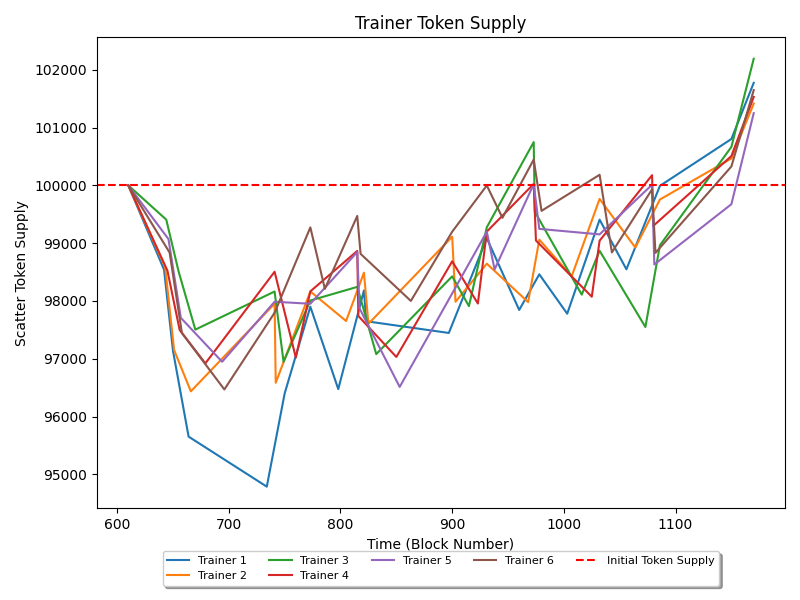 Trainer Token Supply
Scatter Token Supply
102000
101000
100000
99000
98000
97000
96000
95000
600 700 800 900 1000 1100
Time (Block Number)
Trainer 1 Trainer 3 Trainer 5 Trainer 6 Initial Token Supply
Trainer 2 Trainer 4